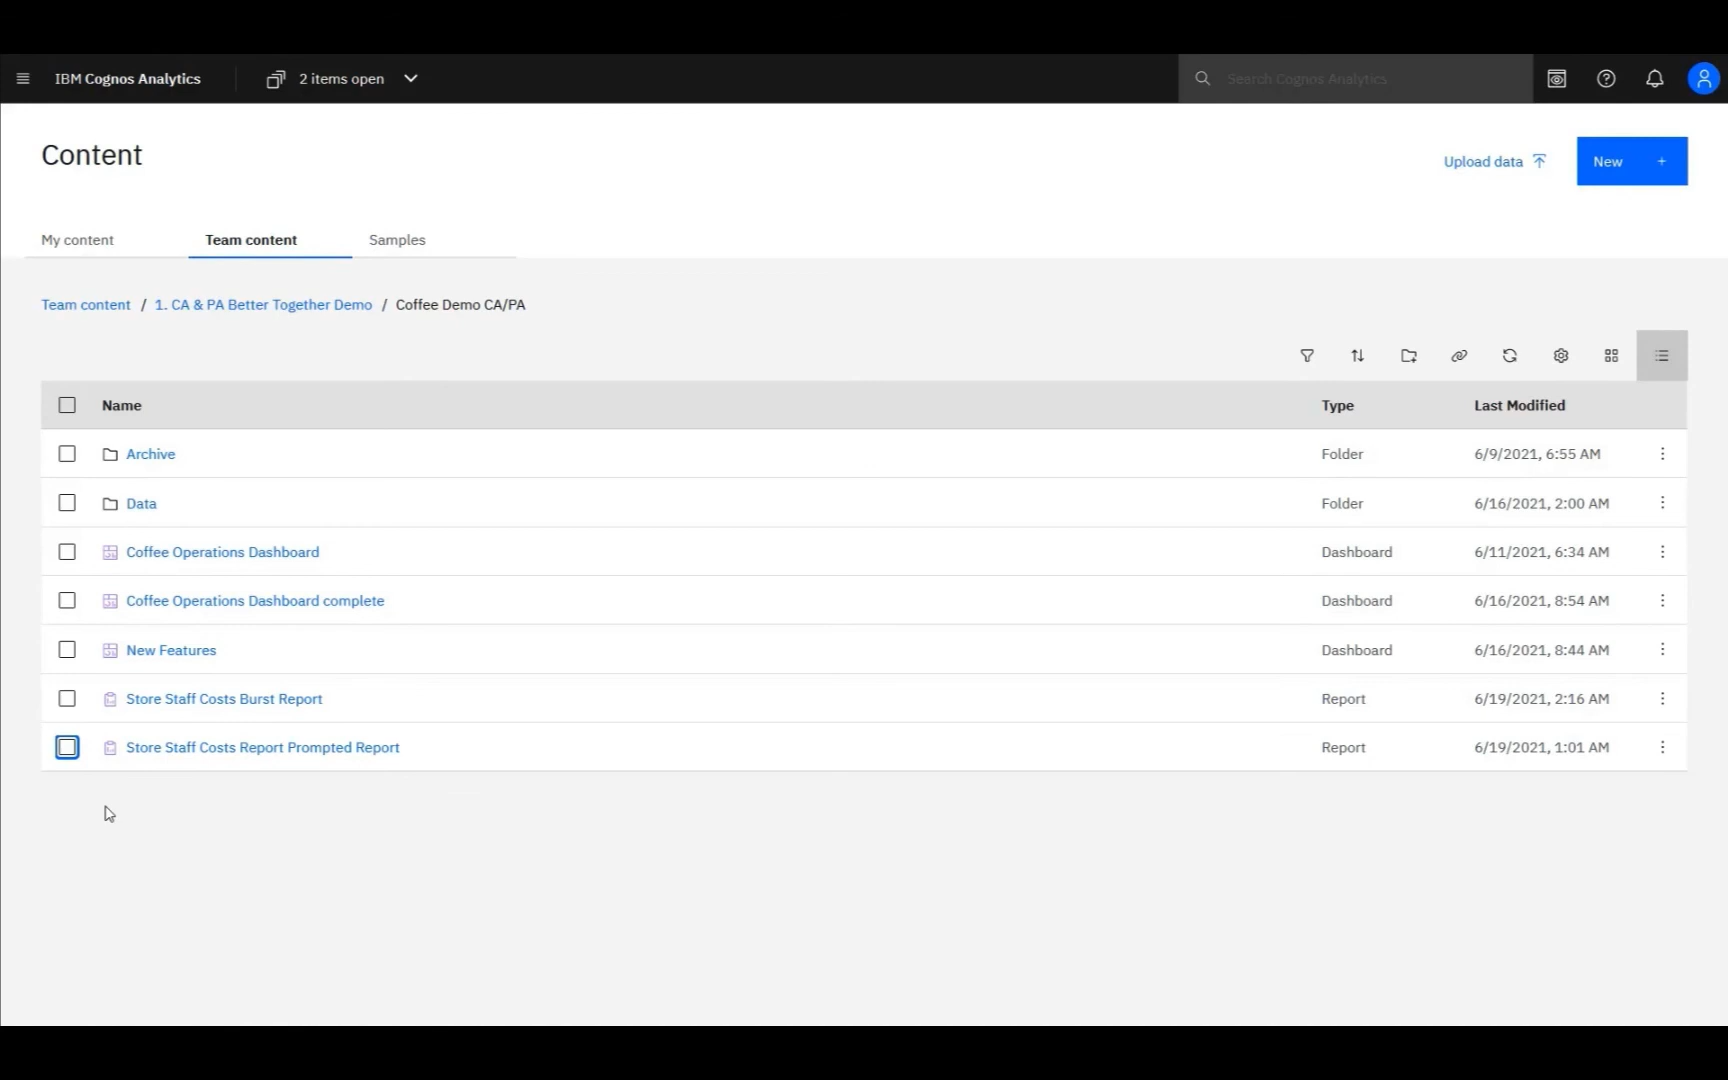 IBM Cognos Analytics
2 items open
Search Cognos Analytics
Content
Upload data
New +
My content
Team content
Samples
Team content / 1. CA & PA Better Together Demo / Coffee Demo CA/PA
Name Type Last Modified
Archive Folder 6/9/2021, 6:55 AM
Data Folder 6/16/2021, 2:00 AM
Coffee Operations Dashboard Dashboard 6/11/2021, 6:34 AM
Coffee Operations Dashboard complete Dashboard 6/16/2021, 8:54 AM
New Features Dashboard 6/16/2021, 8:44 AM
Store Staff Costs Burst Report Report 6/19/2021, 2:16 AM
Store Staff Costs Report Prompted Report Report 6/19/2021, 1:01 AM